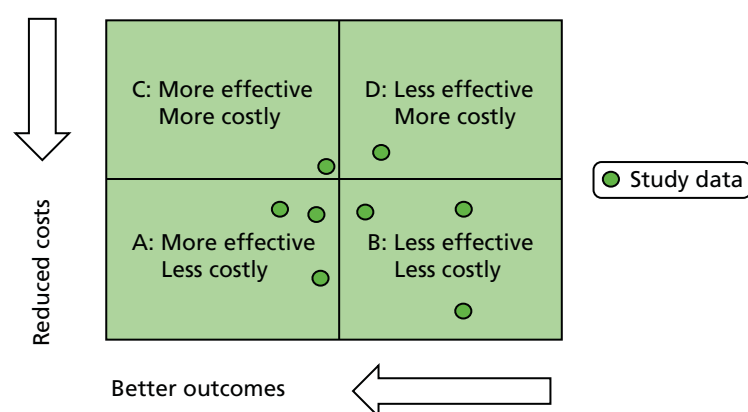 C: More effective
More costly
D: Less effective
More costly
Study data
A: More effective
Less costly
B: Less effective
Less costly
Reduced costs
Better outcomes